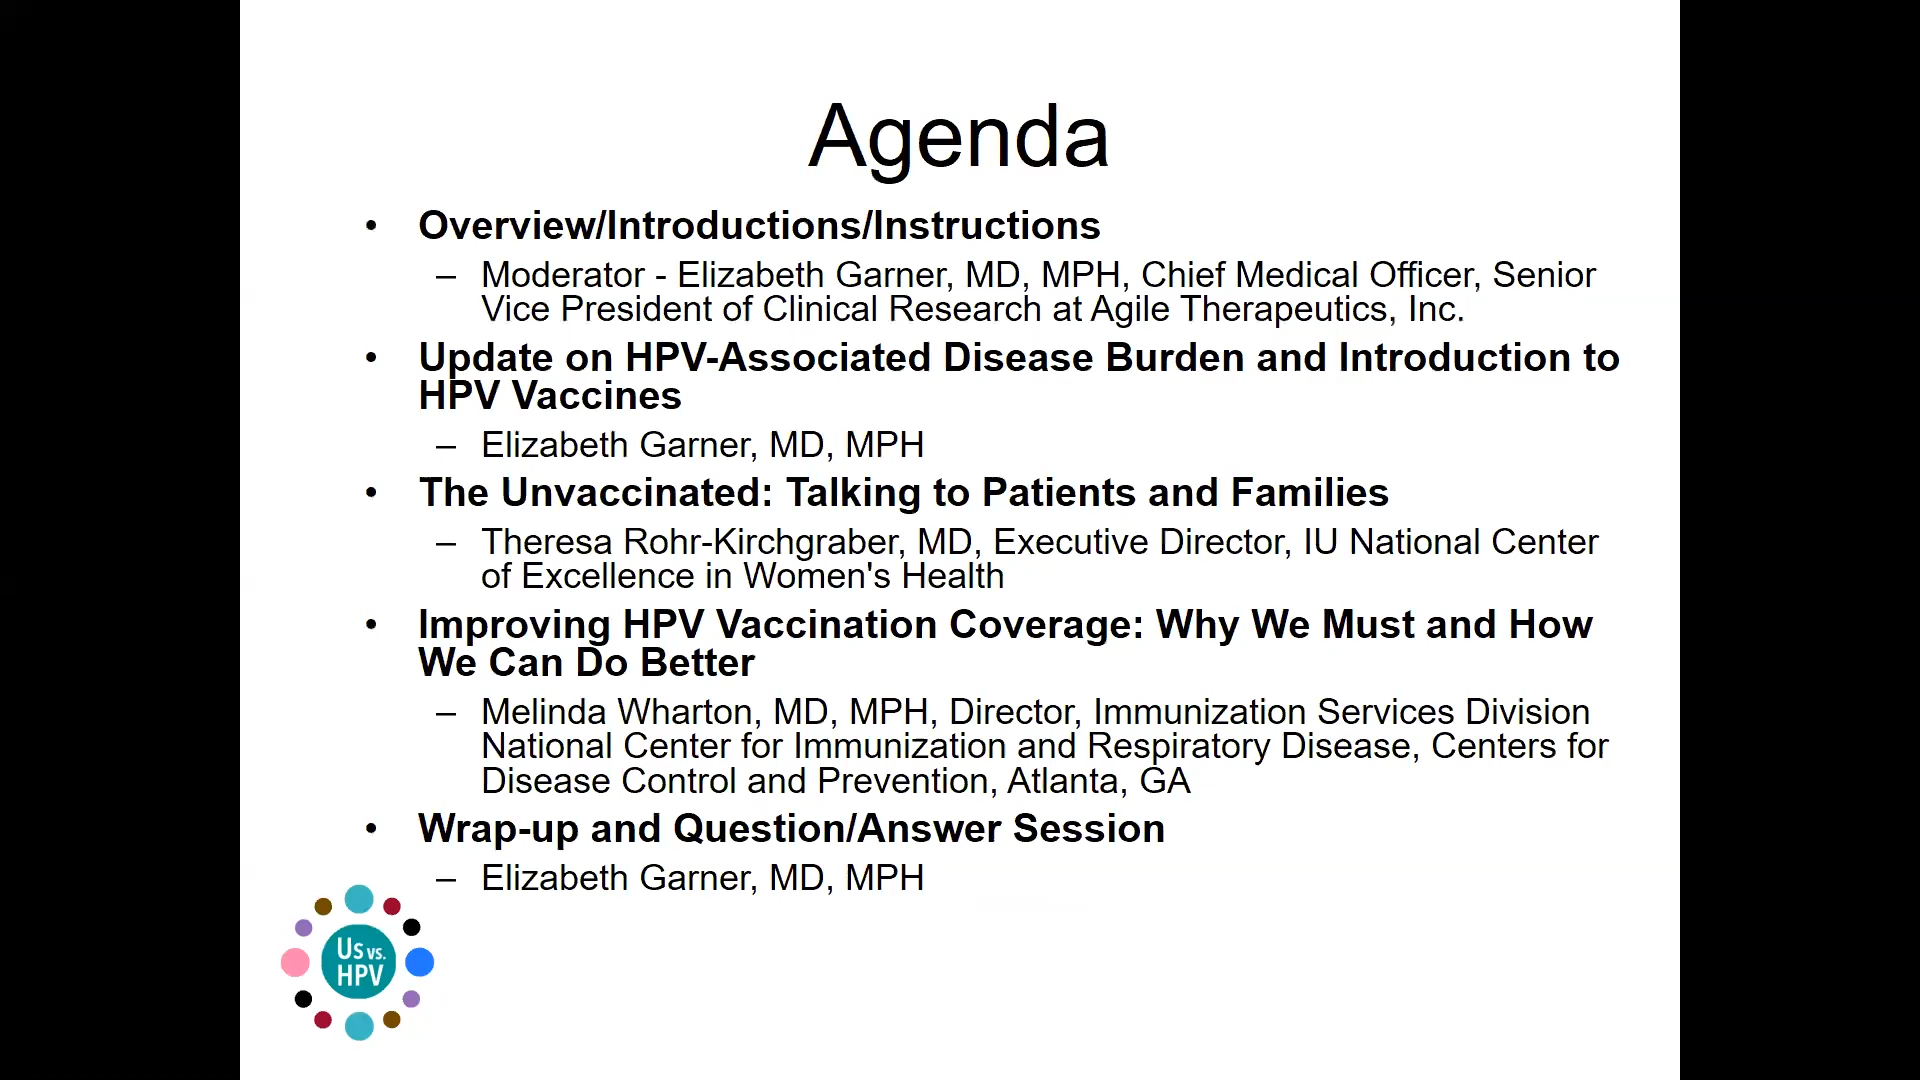 Agenda
• Overview/Introductions/Instructions
– Moderator - Elizabeth Garner, MD, MPH, Chief Medical Officer, Senior
Vice President of Clinical Research at Agile Therapeutics, Inc.
• Update on HPV-Associated Disease Burden and Introduction to
HPV Vaccines
– Elizabeth Garner, MD, MPH
• The Unvaccinated: Talking to Patients and Families
– Theresa Rohr-Kirchgraber, MD, Executive Director, IU National Center
of Excellence in Women's Health
• Improving HPV Vaccination Coverage: Why We Must and How
We Can Do Better
– Melinda Wharton, MD, MPH, Director, Immunization Services Division
National Center for Immunization and Respiratory Disease, Centers for
Disease Control and Prevention, Atlanta, GA
• Wrap-up and Question/Answer Session
– Elizabeth Garner, MD, MPH
Us vs.
HPV